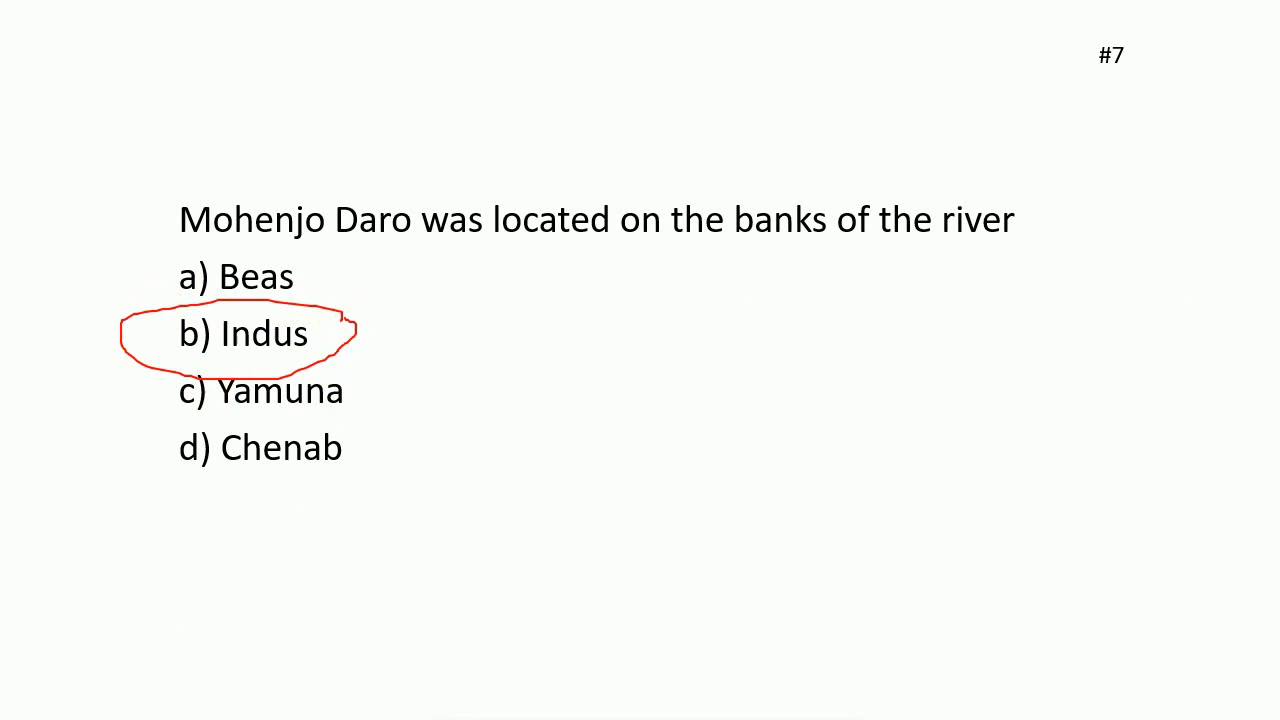 #7
Mohenjo Daro was located on the banks of the river
a) Beas
b) Indus
c) Yamuna
d) Chenab